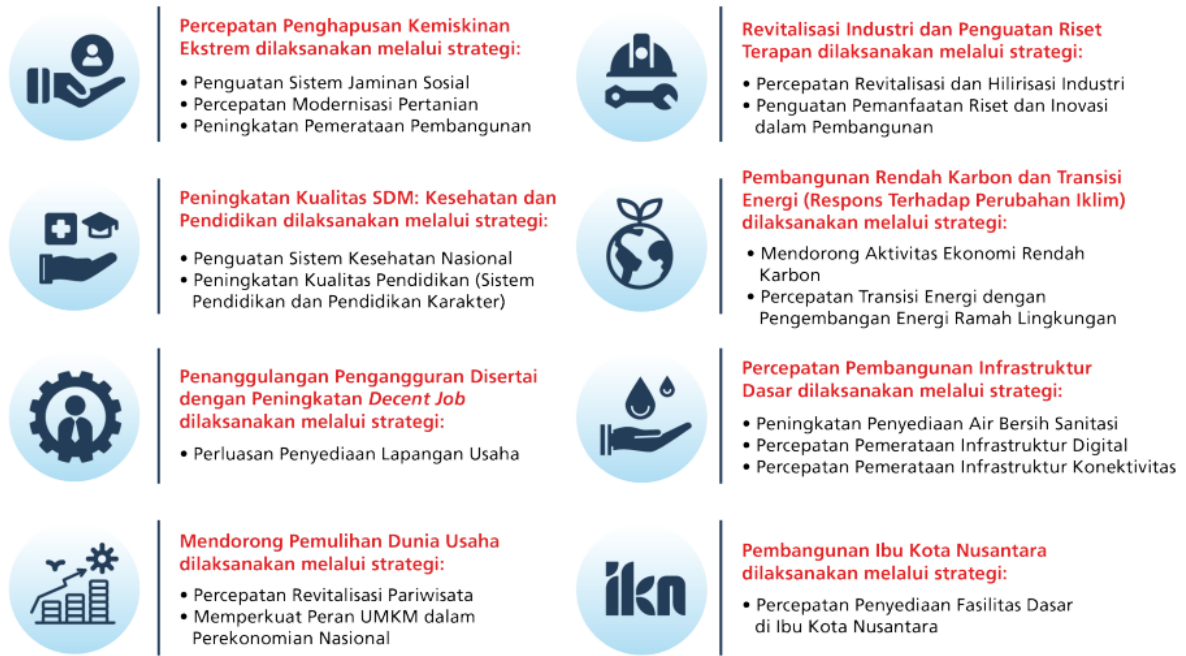 Percepatan Penghapusan Kemiskinan
Ekstrem dilaksanakan melalui strategi:
• Penguatan Sistem Jaminan Sosial
• Percepatan Modernisasi Pertanian
• Peningkatan Pemerataan Pembangunan
Peningkatan Kualitas SDM: Kesehatan dan
Pendidikan dilaksanakan melalui strategi:
• Penguatan Sistem Kesehatan Nasional
• Peningkatan Kualitas Pendidikan (Sistem
Pendidikan dan Pendidikan Karakter)
Penanggulangan Pengangguran Disertai
dengan Peningkatan Decent Job
dilaksanakan melalui strategi:
• Perluasan Penyediaan Lapangan Usaha
Mendorong Pemulihan Dunia Usaha
dilaksanakan melalui strategi:
• Percepatan Revitalisasi Pariwisata
• Memperkuat Peran UMKM dalam
Perekonomian Nasional
Revitalisasi Industri dan Penguatan Riset
Terapan dilaksanakan melalui strategi:
• Percepatan Revitalisasi dan Hilirisasi Industri
• Penguatan Pemanfaatan Riset dan Inovasi
dalam Pembangunan
Pembangunan Rendah Karbon dan Transisi
Energi (Respons Terhadap Perubahan Iklim)
dilaksanakan melalui strategi:
• Mendorong Aktivitas Ekonomi Rendah
Karbon
• Percepatan Transisi Energi dengan
Pengembangan Energi Ramah Lingkungan
Percepatan Pembangunan Infrastruktur
Dasar dilaksanakan melalui strategi:
• Peningkatan Penyediaan Air Bersih Sanitasi
• Percepatan Pemerataan Infrastruktur Digital
• Percepatan Pemerataan Infrastruktur Konektivitas
ikn
Pembangunan Ibu Kota Nusantara
dilaksanakan melalui strategi:
• Percepatan Penyediaan Fasilitas Dasar
di Ibu Kota Nusantara